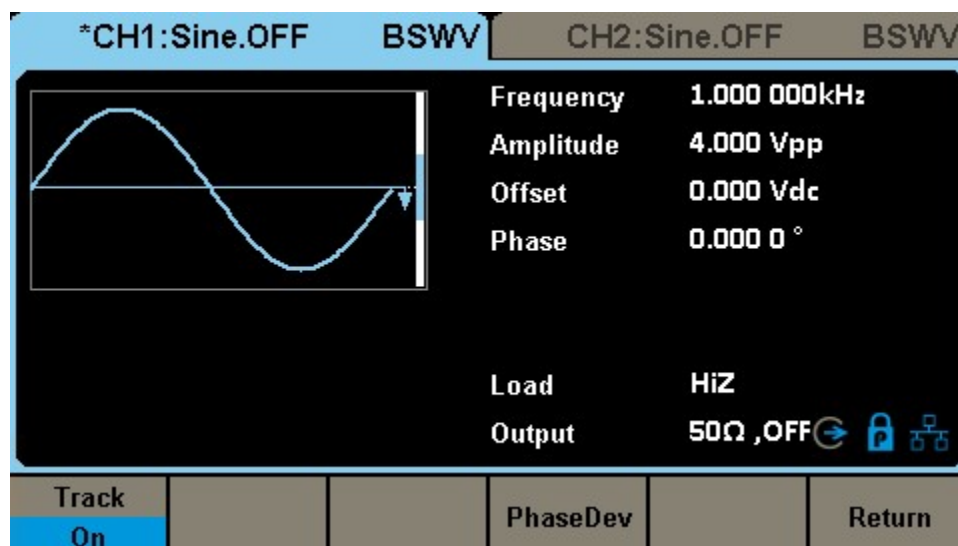 *CH1:Sine.OFF BSWV CH2:Sine.OFF BSWV
Frequency 1.000 000kHz
Amplitude 4.000 Vpp
Offset 0.000 Vdc
Phase 0.000 0 °
Load HiZ
Output 50Ω ,OFF P
Track
On
PhaseDev
Return